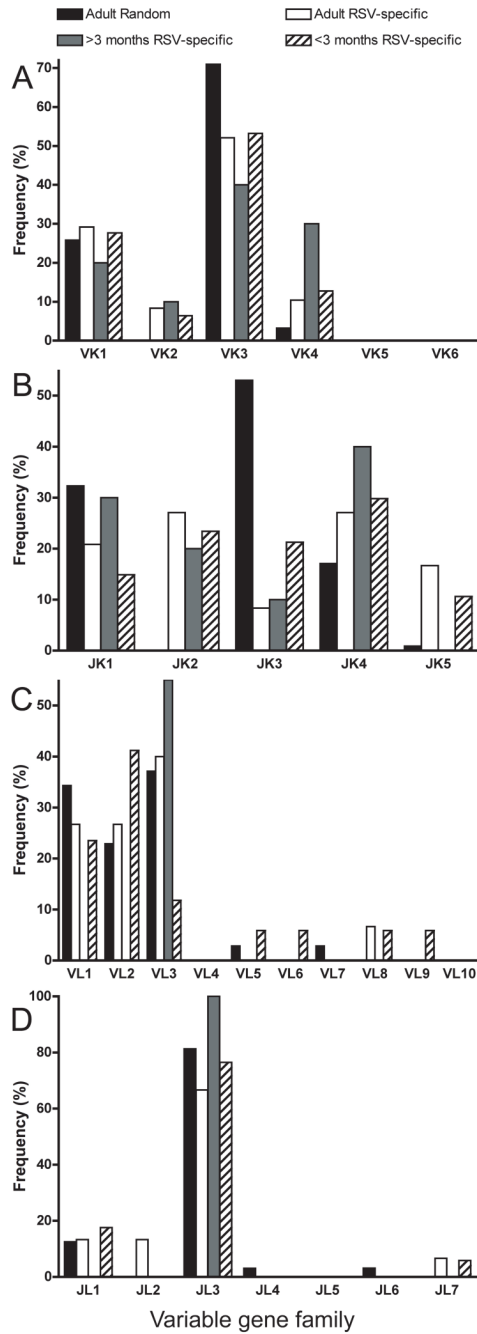 Adult Random Adult RSV-specific
>3 months RSV-specific <3 months RSV-specific
A
Frequency (%)
70
60
50
40
30
20
10
0
VK1 VK2 VK3 VK4 VK5 VK6
B
Frequency (%)
50
40
30
20
10
0
JK1 JK2 JK3 JK4 JK5
C
Frequency (%)
50
40
30
20
10
0
VL1 VL2 VL3 VL4 VL5 VL6 VL7 VL8 VL9 VL10
D
Frequency (%)
100
80
60
40
20
0
JL1 JL2 JL3 JL4 JL5 JL6 JL7
Variable gene family